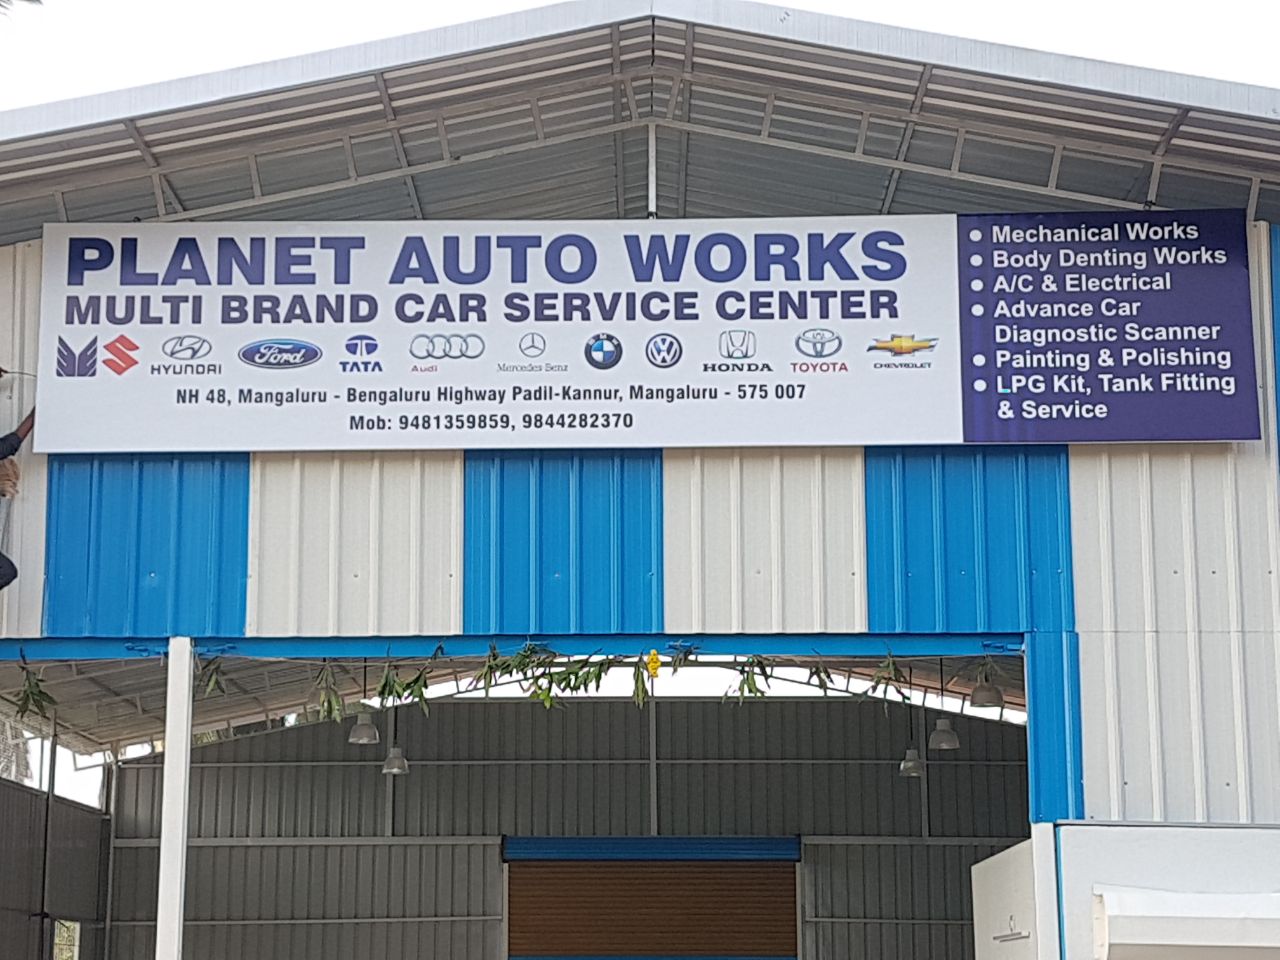 PLANET AUTO WORKS
MULTI BRAND CAR SERVICE CENTER
HYUNDAI Ford TATA Audi Mercedes-Benz HONDA TOYOTA CHEVROLET
NH 48, Mangaluru - Bengaluru Highway Padil-Kannur, Mangaluru - 575 007
Mob: 9481359859, 9844282370
• Mechanical Works
• Body Denting Works
• A/C & Electrical
• Advance Car
Diagnostic Scanner
• Painting & Polishing
• LPG Kit, Tank Fitting
& Service